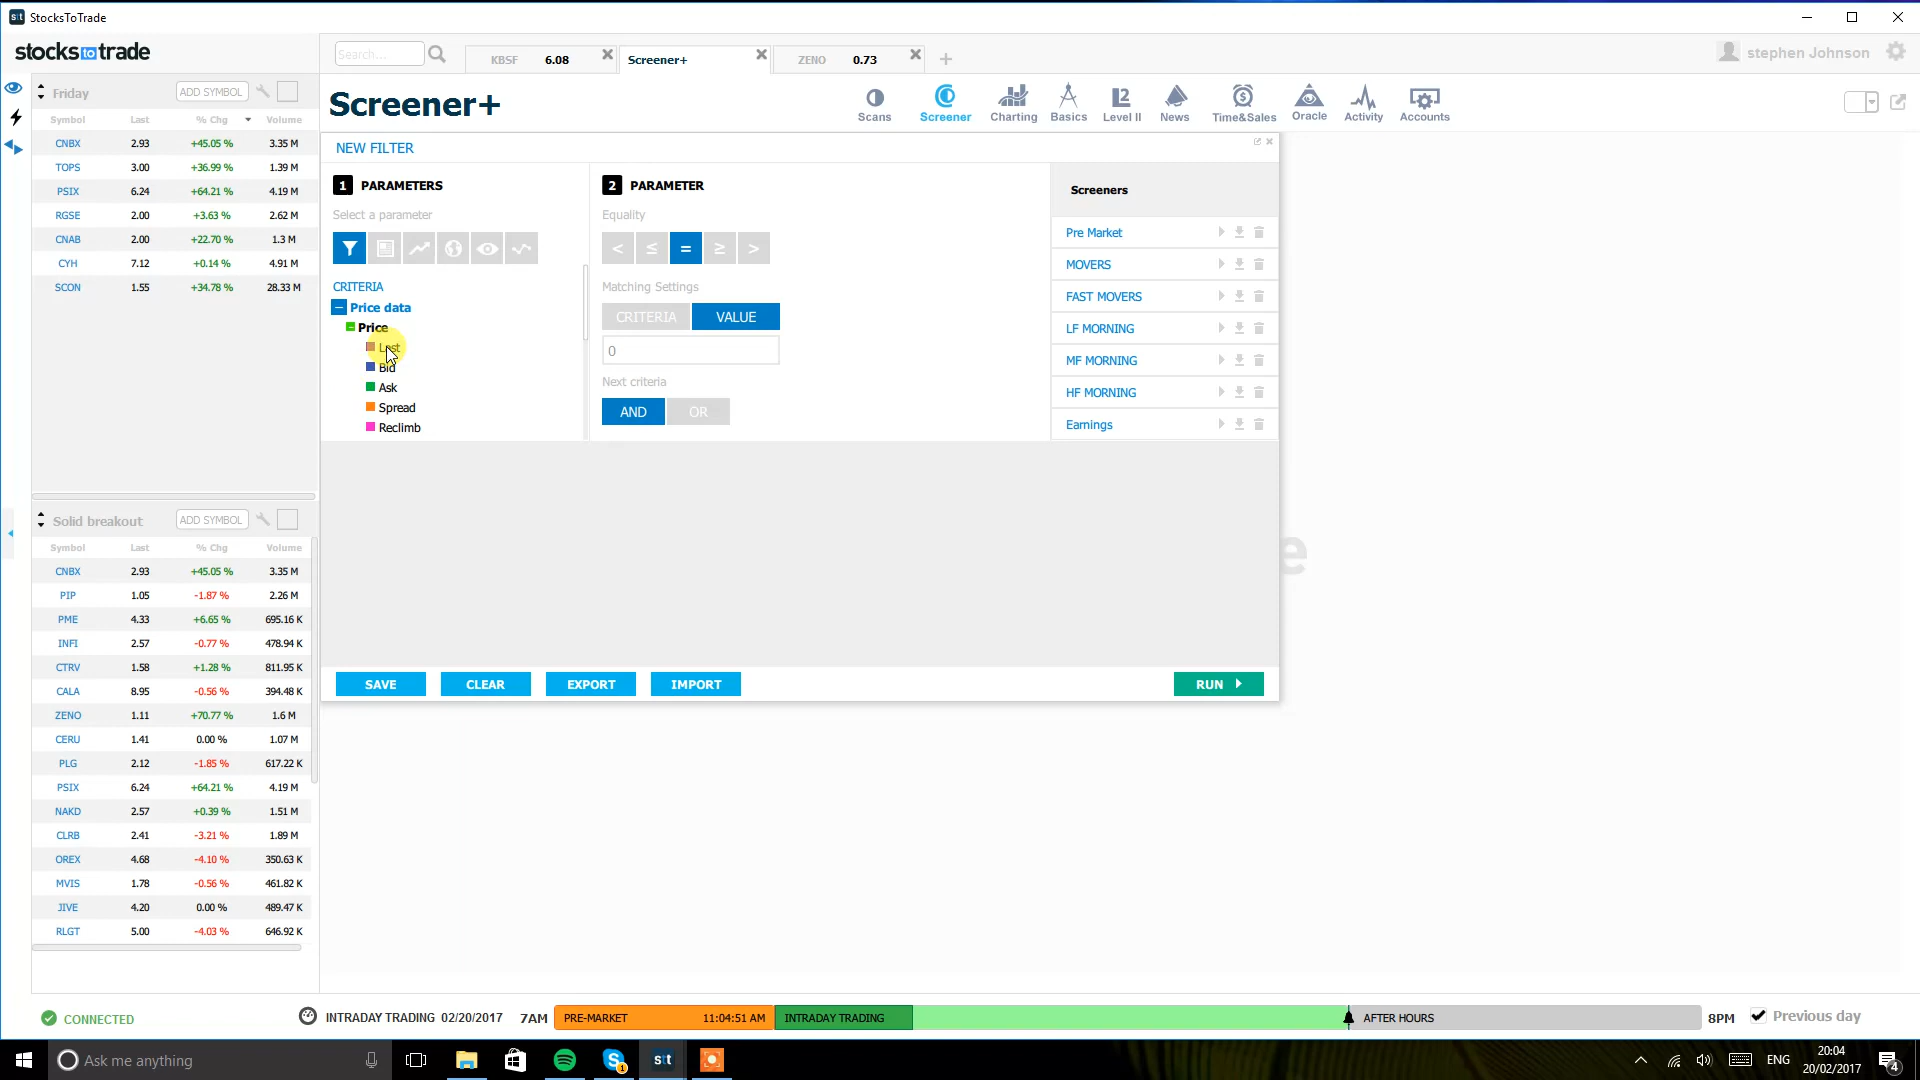 StocksToTrade
stockstotrade
Search...
KBSF 6.08
Screener+
ZENO 0.73
stephen Johnson
Friday
ADD SYMBOL
Symbol Last % Chg Volume
CNBX 2.93 +45.05 % 3.35 M
TOPS 3.00 +36.99 % 1.39 M
PSIX 6.24 +64.21 % 4.19 M
RGSE 2.00 +3.63 % 2.62 M
CNAB 2.00 +22.70 % 1.3 M
CYH 7.12 +0.14 % 4.91 M
SCON 1.55 +34.78 % 28.33 M
Solid breakout
ADD SYMBOL
Symbol Last % Chg Volume
CNBX 2.93 +45.05 % 3.35 M
PIP 1.05 -1.87 % 2.26 M
PME 4.33 +6.65 % 695.16 K
INFI 2.57 -0.77 % 478.94 K
CTRV 1.58 +1.28 % 811.95 K
CALA 8.95 -0.56 % 394.48 K
ZENO 1.11 +70.77 % 1.6 M
CERU 1.41 0.00 % 1.07 M
PLG 2.12 -1.85 % 617.22 K
PSIX 6.24 +64.21 % 4.19 M
NAKD 2.57 +0.39 % 1.51 M
CLRB 2.41 -3.21 % 1.89 M
OREX 4.68 -4.10 % 350.63 K
MVIS 1.78 -0.56 % 461.82 K
JIVE 4.20 0.00 % 489.47 K
RLGT 5.00 -4.03 % 646.92 K
Screener+
Scans Screener Charting Basics Level II News Time&Sales Oracle Activity Accounts
NEW FILTER
1 PARAMETERS
Select a parameter
CRITERIA
Price data
Price
Last
Bid
Ask
Spread
Reclimb
2 PARAMETER
Equality
< ≤ = ≥ >
Matching Settings
CRITERIA VALUE
0
Next criteria
AND OR
Screeners
Pre Market
MOVERS
FAST MOVERS
LF MORNING
MF MORNING
HF MORNING
Earnings
e
SAVE CLEAR EXPORT IMPORT RUN
CONNECTED
INTRADAY TRADING 02/20/2017 7AM PRE-MARKET 11:04:51 AM INTRADAY TRADING AFTER HOURS 8PM Previous day
Ask me anything
stt
1
ENG
20:04
20/02/2017
4